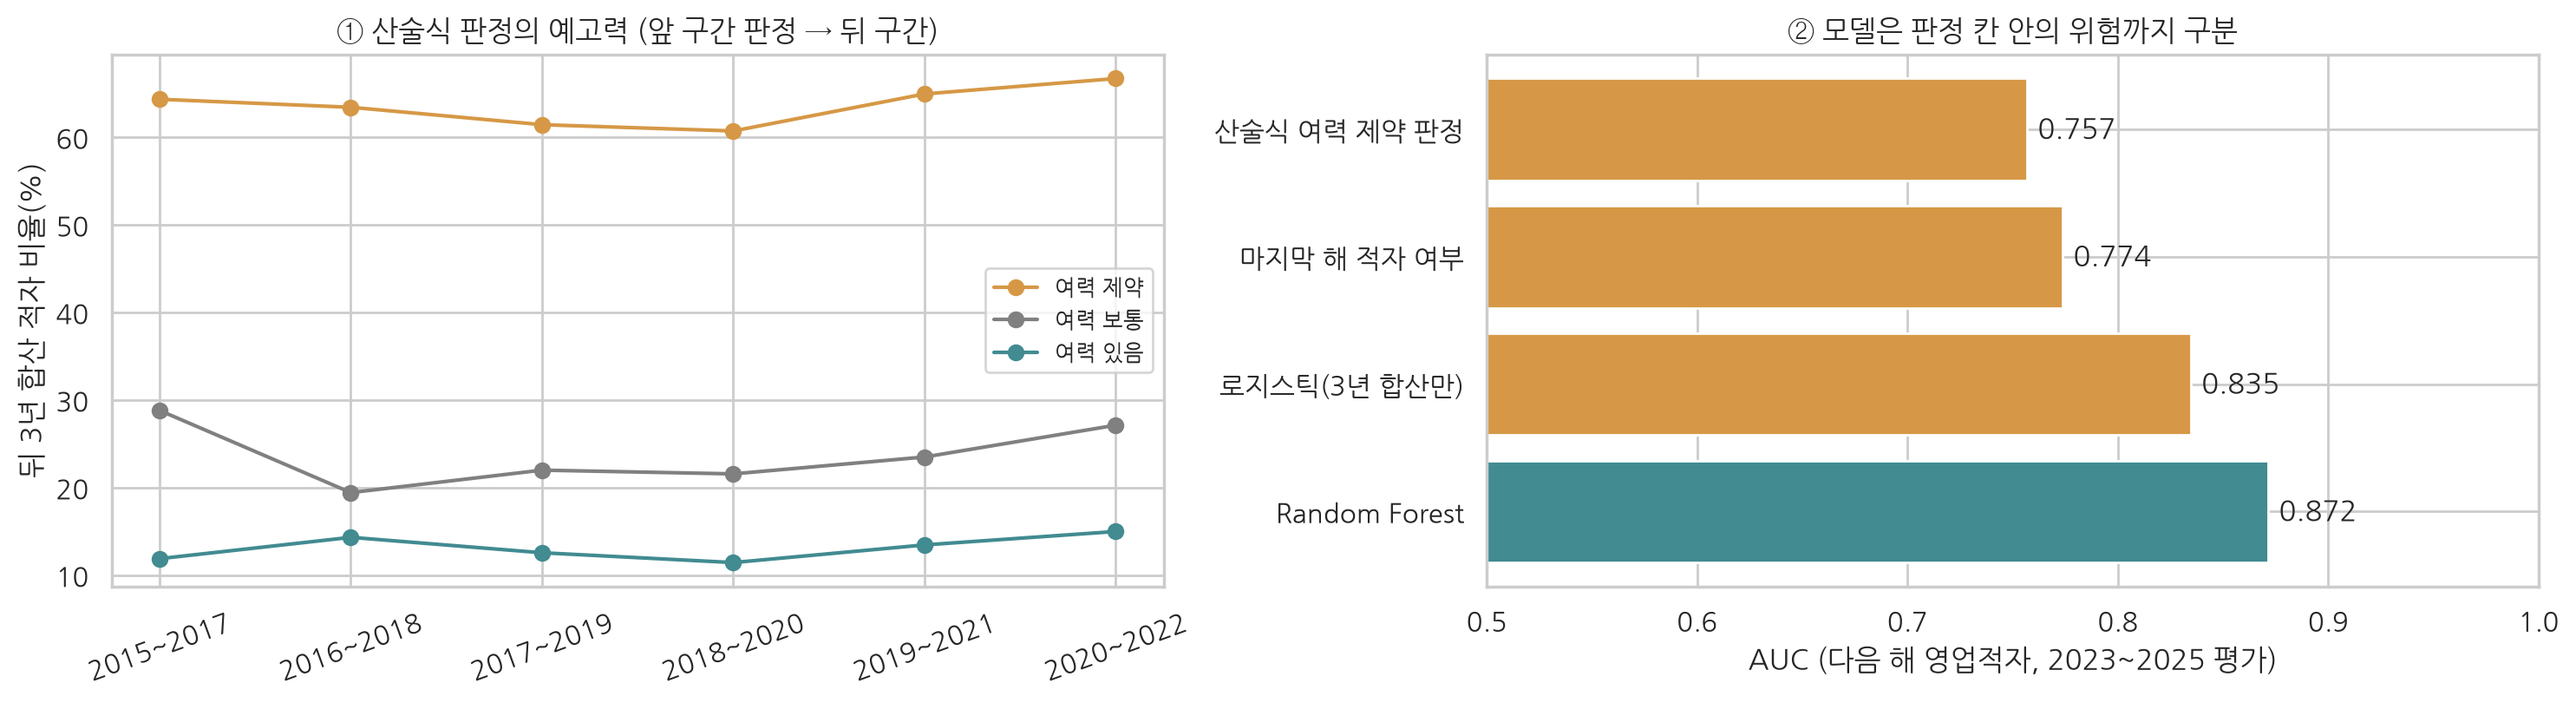 ① 산술식 판정의 예고력 (앞 구간 판정 → 뒤 구간)
뒤 3년 합산 적자 비율(%)
60
50
40
30
20
10
여력 제약
여력 보통
여력 있음
2015~2017
2016~2018
2017~2019
2018~2020
2019~2021
2020~2022
② 모델은 판정 칸 안의 위험까지 구분
산술식 여력 제약 판정
0.757
마지막 해 적자 여부
0.774
로지스틱(3년 합산만)
0.835
Random Forest
0.872
0.5
0.6
0.7
0.8
0.9
1.0
AUC (다음 해 영업적자, 2023~2025 평가)